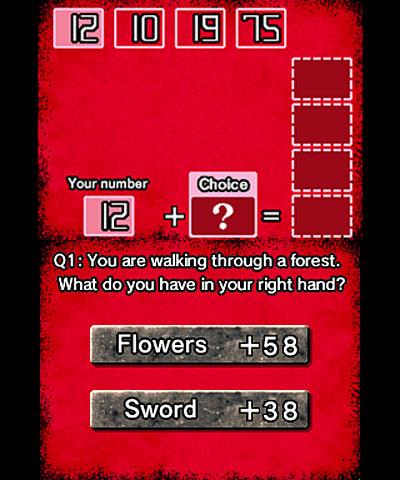 12 10 19 75
Your number Choice
12 + ? =
Q1: You are walking through a forest.
What do you have in your right hand?
Flowers +58
Sword +38